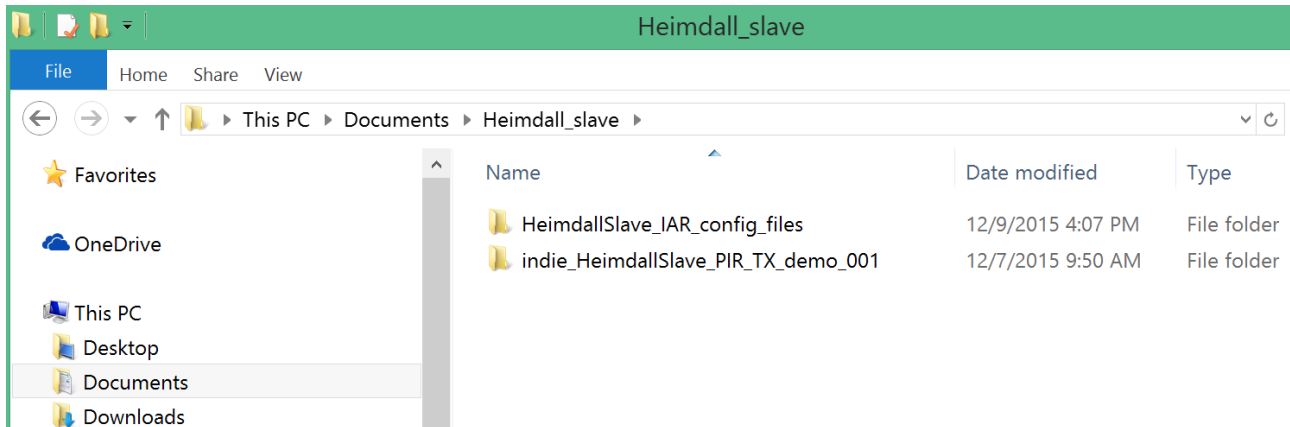 Heimdall_slave
File Home Share View
This PC Documents Heimdall_slave
Favorites
OneDrive
This PC
Desktop
Documents
Downloads
Name Date modified Type
HeimdallSlave_IAR_config_files 12/9/2015 4:07 PM File folder
indie_HeimdallSlave_PIR_TX_demo_001 12/7/2015 9:50 AM File folder